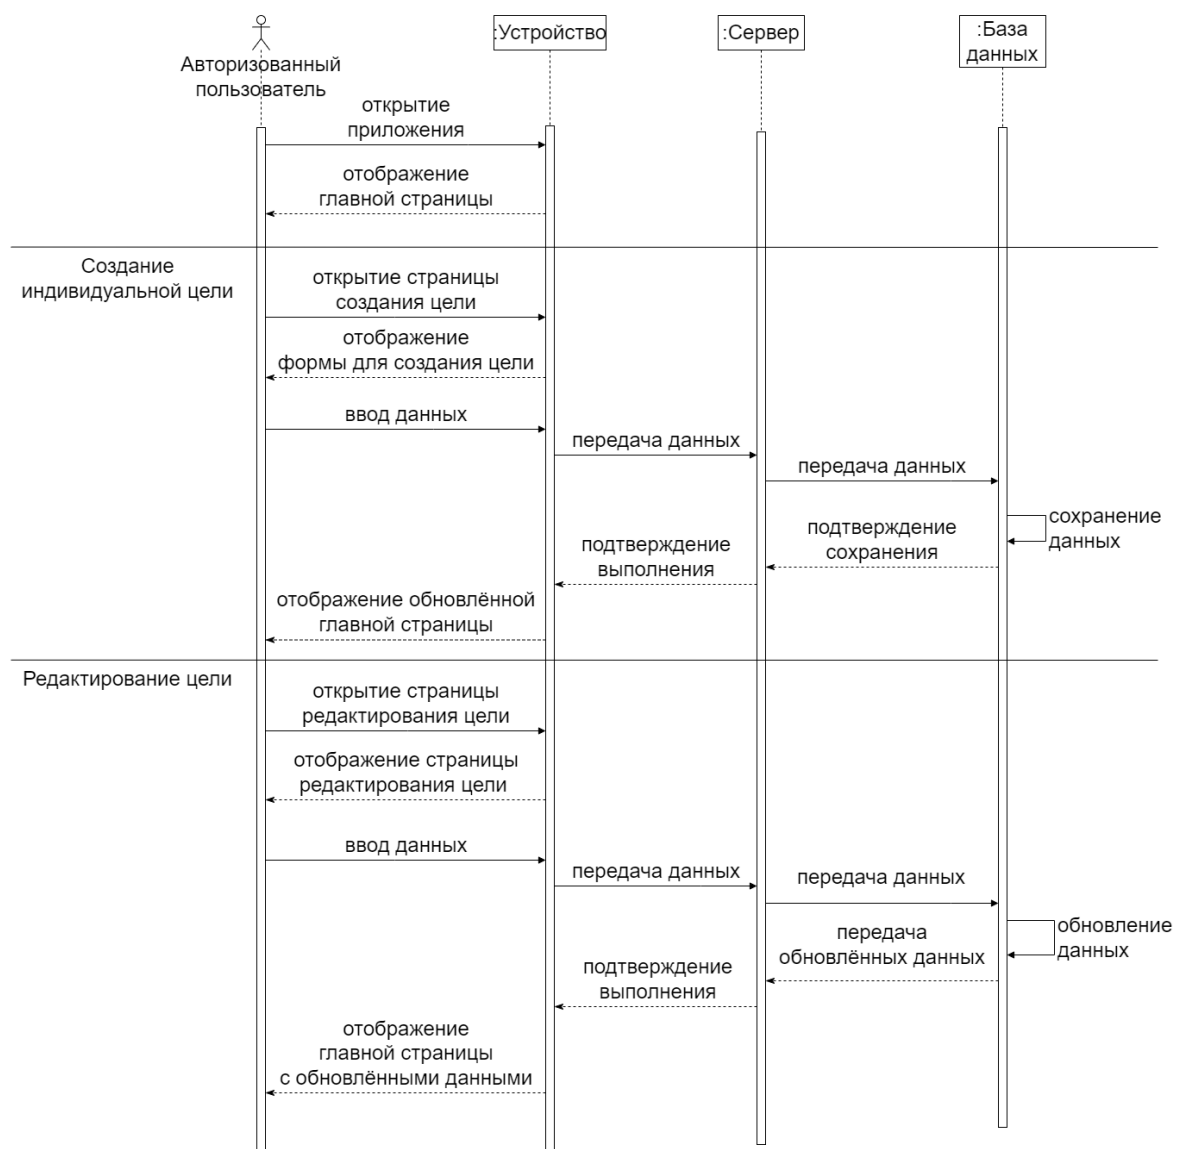 :Устройство
:Сервер
:База
данных
Авторизованный
пользователь
открытие
приложения
отображение
главной страницы
Создание
индивидуальной цели
открытие страницы
создания цели
отображение
формы для создания цели
ввод данных
передача данных
передача данных
сохранение
данных
подтверждение
сохранения
подтверждение
выполнения
отображение обновлённой
главной страницы
Редактирование цели
открытие страницы
редактирования цели
отображение страницы
редактирования цели
ввод данных
передача данных
передача данных
обновление
данных
передача
обновлённых данных
подтверждение
выполнения
отображение
главной страницы
с обновлёнными данными